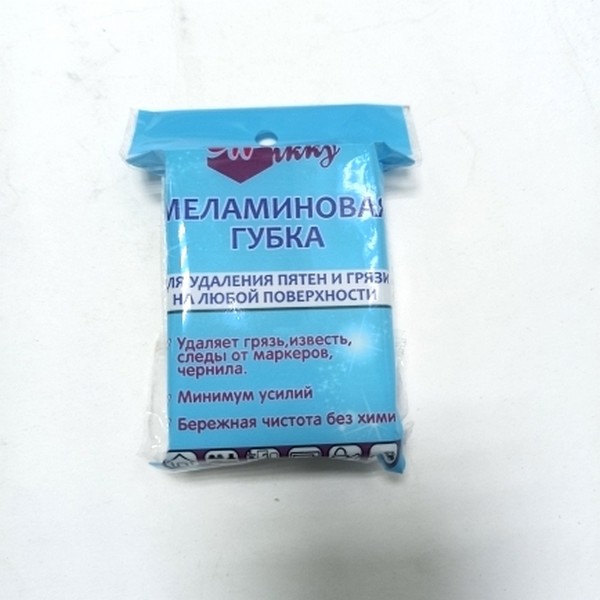 МЕЛАМИНОВАЯ
ГУБКА
ДЛЯ УДАЛЕНИЯ ПЯТЕН И ГРЯЗИ
НА ЛЮБОЙ ПОВЕРХНОСТИ
Удаляет грязь,известь,
следы от маркеров,
чернила.
Минимум усилий
Бережная чистота без хими